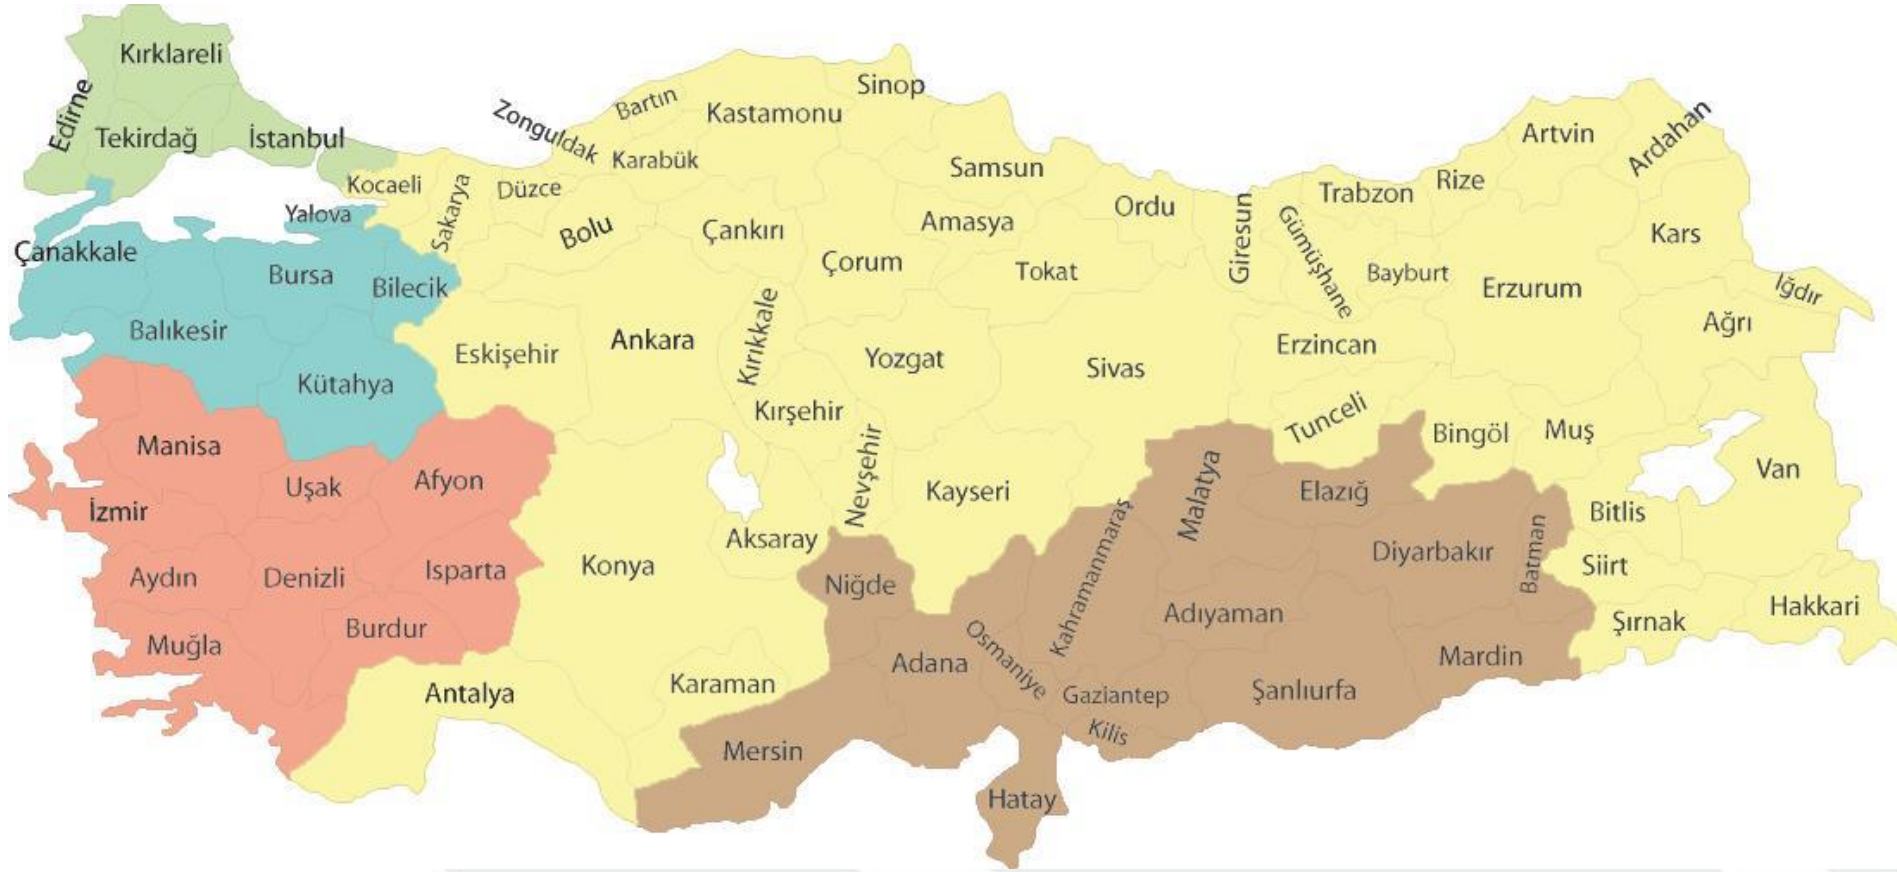 Kırklareli
Edirne
Tekirdağ
İstanbul
Kocaeli
Sakarya
Düzce
Zonguldak
Bartın
Karabük
Kastamonu
Sinop
Samsun
Ordu
Giresun
Gümüşhane
Trabzon
Rize
Artvin
Ardahan
Yalova
Bolu
Çankırı
Amasya
Çorum
Tokat
Bayburt
Erzurum
Kars
Iğdır
Ağrı
Çanakkale
Bursa
Bilecik
Balıkesir
Kütahya
Eskişehir
Ankara
Kırıkkale
Yozgat
Sivas
Erzincan
Tunceli
Kırşehir
Bingöl
Muş
Manisa
Uşak
Afyon
Nevşehir
Kayseri
Malatya
Elazığ
Van
İzmir
Aksaray
Kahramanmaraş
Diyarbakır
Batman
Bitlis
Siirt
Aydın
Denizli
Isparta
Konya
Niğde
Adıyaman
Şırnak
Hakkari
Muğla
Burdur
Adana
Osmaniye
Mardin
Antalya
Karaman
Gaziantep
Şanlıurfa
Kilis
Mersin
Hatay